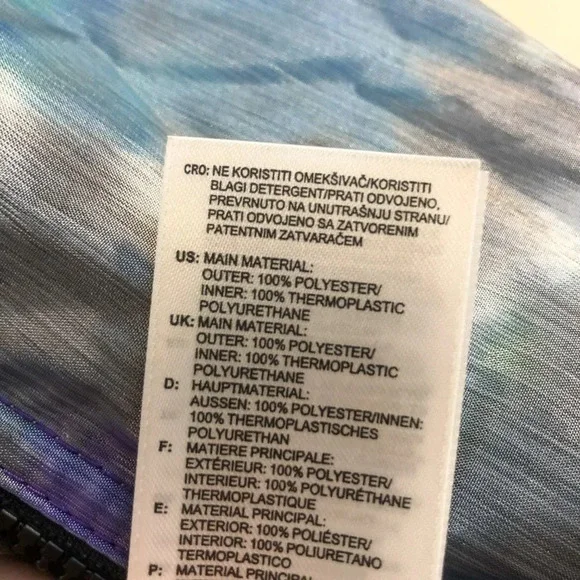 CRO: NE KORISTITI OMEKŠIVAČ/KORISTITI
BLAGI DETERGENT/PRATI ODVOJENO,
PREVRNUTO NA UNUTRAŠNJU STRANU/
PRATI ODVOJENO SA ZATVORENIM
PATENTNIM ZATVARAČEM
US: MAIN MATERIAL:
OUTER: 100% POLYESTER/
INNER: 100% THERMOPLASTIC
POLYURETHANE
UK: MAIN MATERIAL:
OUTER: 100% POLYESTER/
INNER: 100% THERMOPLASTIC
POLYURETHANE
D: HAUPTMATERIAL:
AUSSEN: 100% POLYESTER/INNEN:
100% THERMOPLASTISCHES
POLYURETHAN
F: MATIERE PRINCIPALE:
EXTÉRIEUR: 100% POLYESTER/
INTERIEUR: 100% POLYURÉTHANE
THERMOPLASTIQUE
E: MATERIAL PRINCIPAL:
EXTERIOR: 100% POLIÉSTER/
INTERIOR: 100% POLIURETANO
TERMOPLASTICO
P: MATERIAL PRINCIPAL